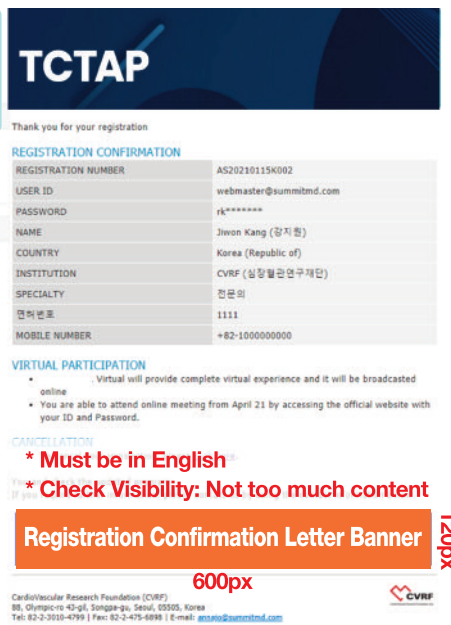 TCTAP
Thank you for your registration
REGISTRATION CONFIRMATION
REGISTRATION NUMBER AS20210115K002
USER ID webmaster@summitmd.com
PASSWORD rk*******
NAME Jiwon Kang (강지원)
COUNTRY Korea (Republic of)
INSTITUTION CVRF (심장혈관연구재단)
SPECIALTY 전문의
면허번호 1111
MOBILE NUMBER +82-1000000000
VIRTUAL PARTICIPATION
• . Virtual will provide complete virtual experience and it will be broadcasted
online
• You are able to attend online meeting from April 21 by accessing the official website with
your ID and Password.
CANCELLATION
* Must be in English
* Check Visibility: Not too much content
Registration Confirmation Letter Banner
120px
600px
CardioVascular Research Foundation (CVRF)
88, Olympic-ro 43-gil, Songpa-gu, Seoul, 05505, Korea
Tel: 82-2-3010-4799 | Fax: 82-2-475-6898 | E-mail: annajo@summitmd.com
CVRF